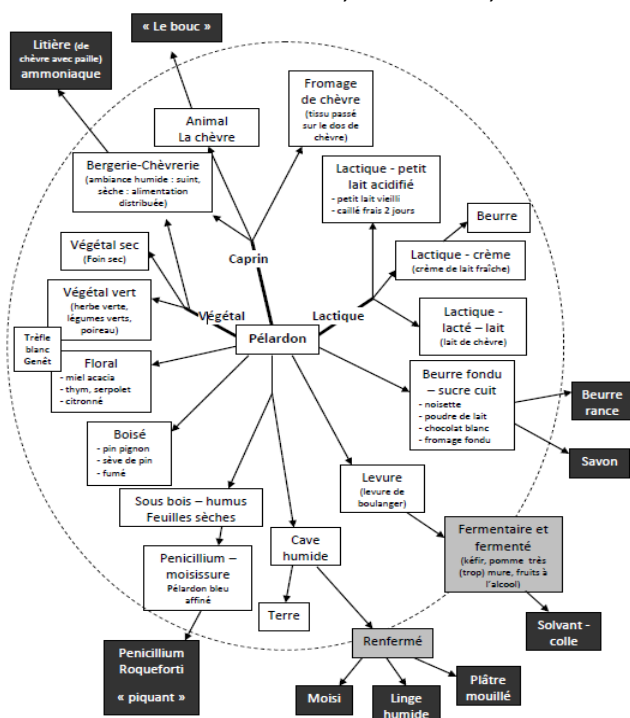 « Le bouc »
Litière (de
chèvre avec paille)
ammoniaque
Fromage
de chèvre
(tissu passé
sur le dos de
chèvre)
Animal
La chèvre
Bergerie-Chèvrerie
(ambiance humide : suint,
sèche : alimentation
distribuée)
Lactique - petit
lait acidifié
- petit lait vieilli
- caillé frais 2 jours
Beurre
Végétal sec
(Foin sec)
Caprin
Lactique - crème
(crème de lait fraîche)
Végétal vert
(herbe verte,
légumes verts,
poireau)
Végétal
Lactique
Lactique -
lacté – lait
(lait de chèvre)
Pélardon
Trèfle
blanc
Genêt
Floral
- miel acacia
- thym, serpolet
- citronné
Beurre fondu
– sucre cuit
- noisette
- poudre de lait
- chocolat blanc
- fromage fondu
Beurre
rance
Savon
Boisé
- pin pignon
- sève de pin
- fumé
Levure
(levure de
boulanger)
Sous bois – humus
Feuilles sèches
Cave
humide
Fermentaire et
fermenté
(kéfir, pomme très
(trop) mure, fruits à
l'alcool)
Penicillium –
moisissure
Pélardon bleu
affiné
Terre
Renfermé
Solvant -
colle
Penicillium
Roqueforti
« piquant »
Moisi
Linge
humide
Plâtre
mouillé